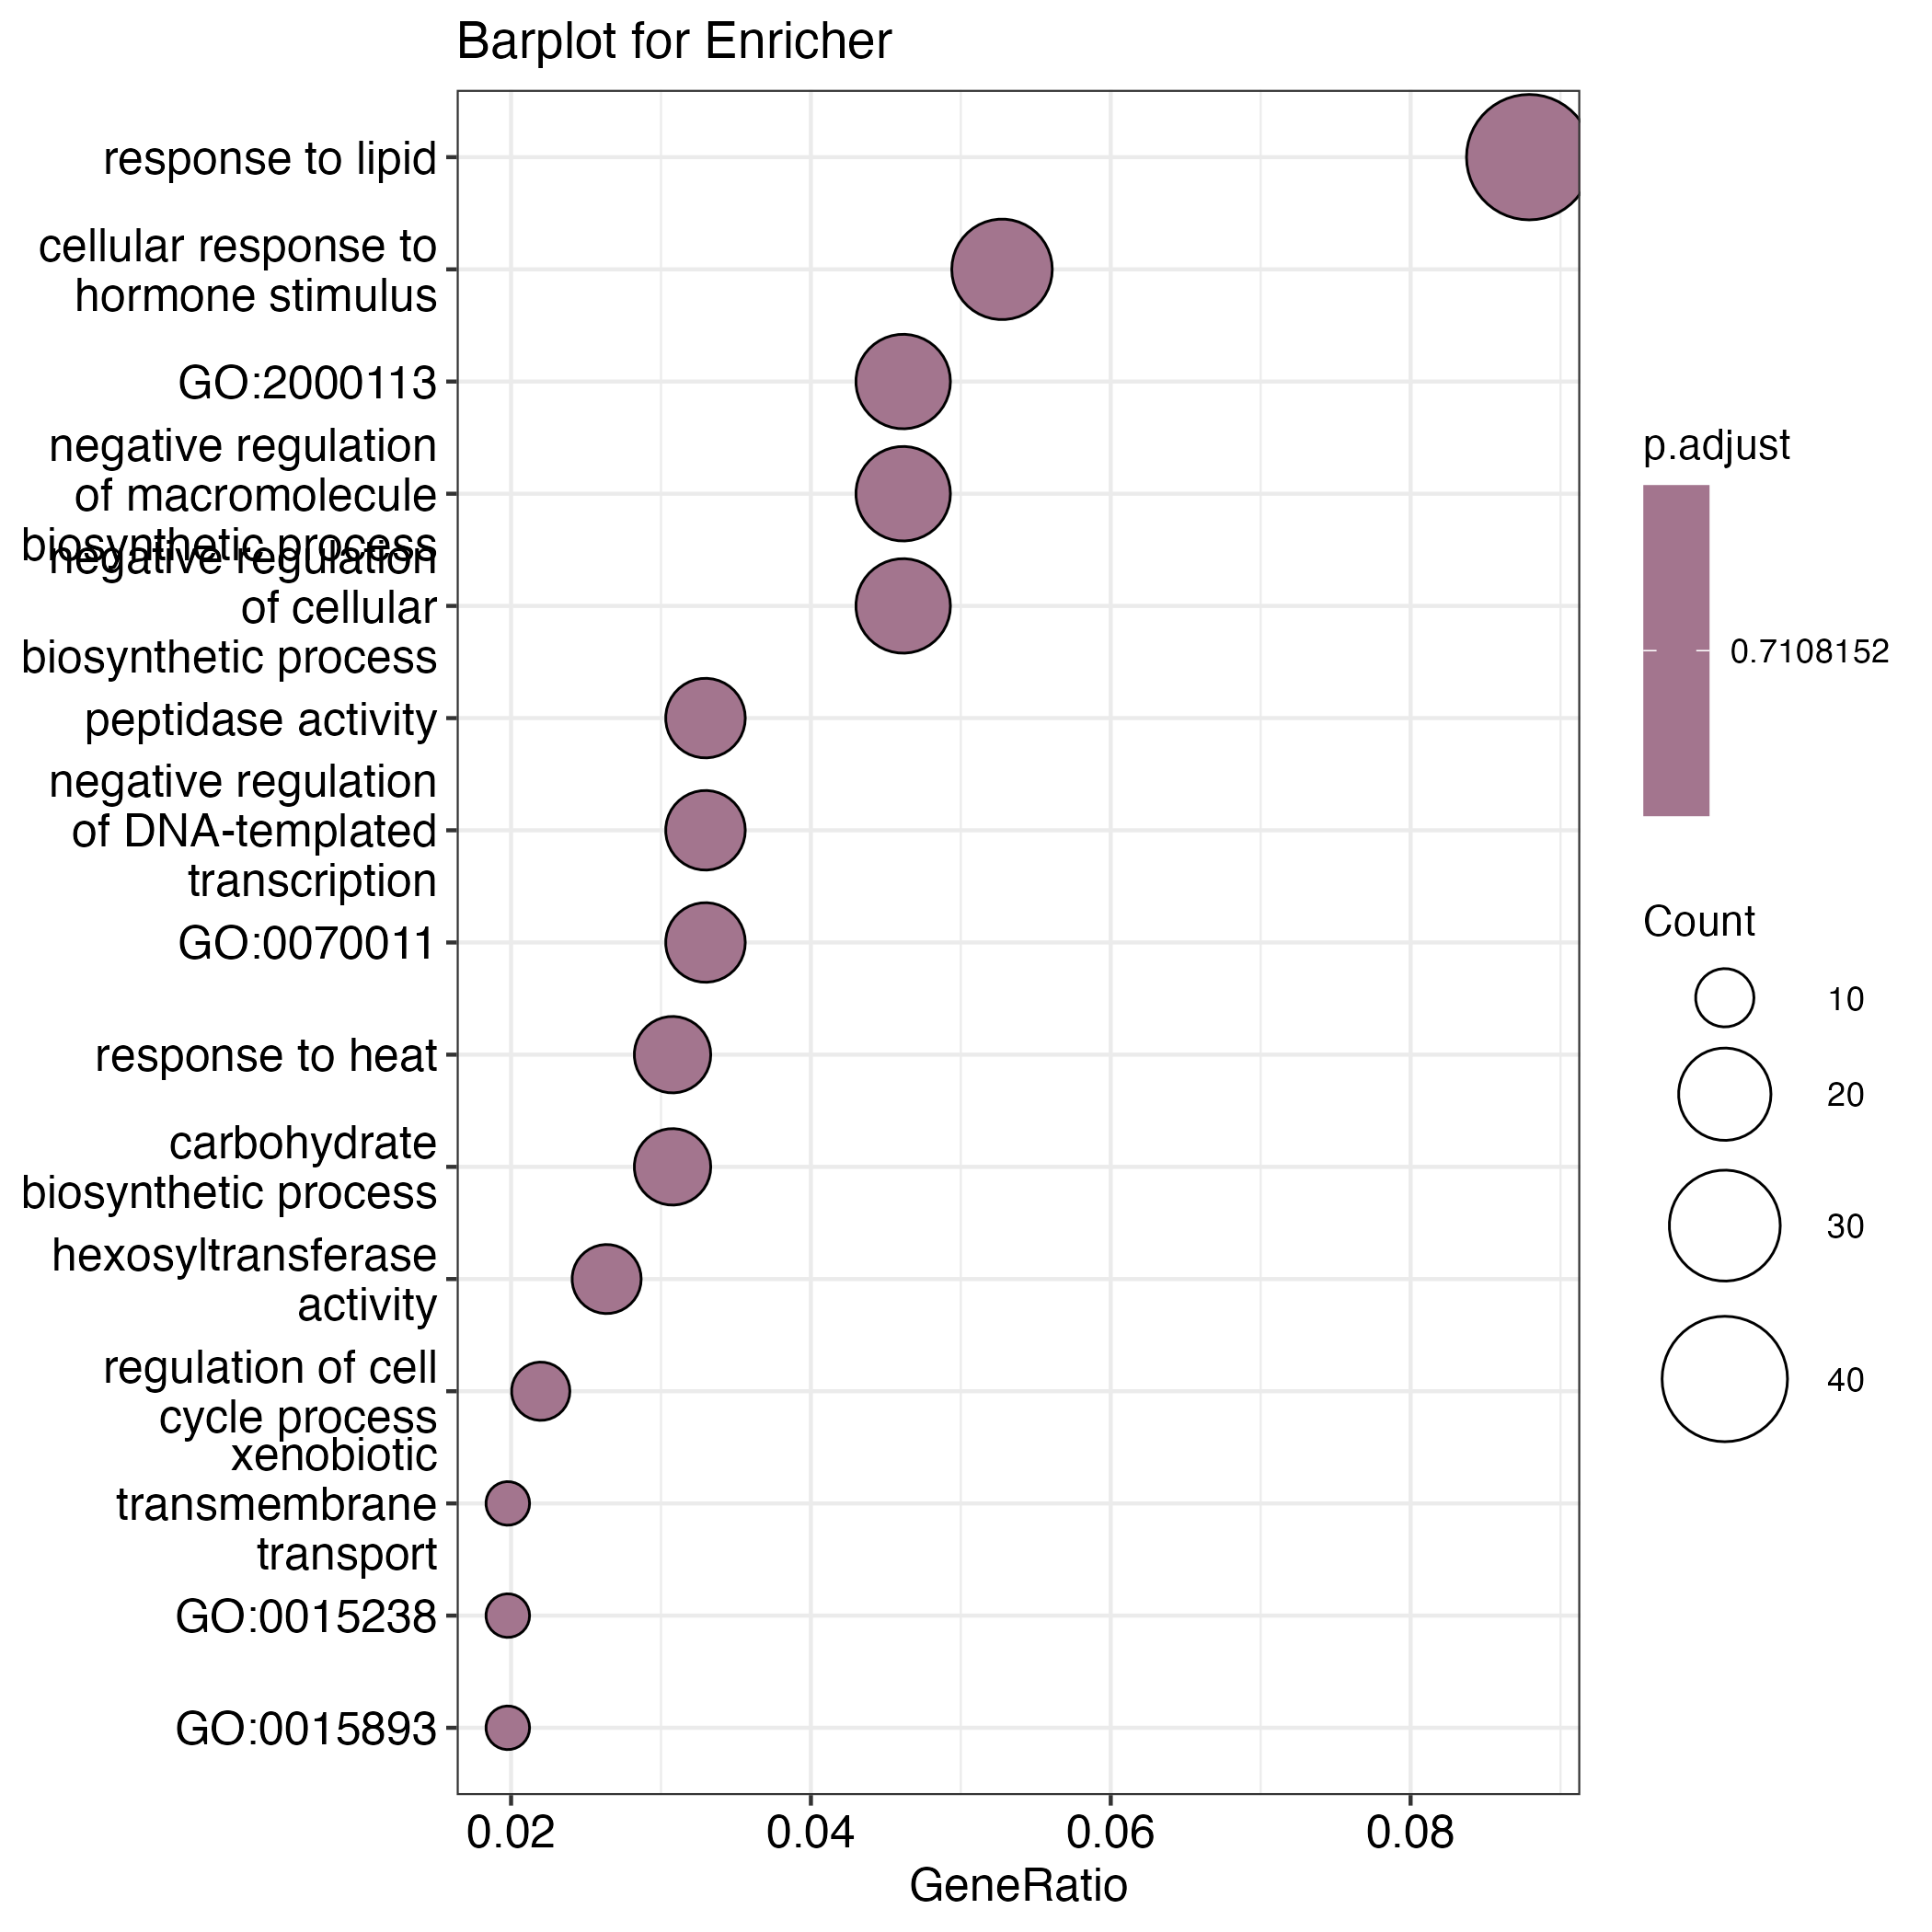 Barplot for Enricher
response to lipid
cellular response to
hormone stimulus
GO:2000113
negative regulation
of macromolecule
biosynthetic process
negative regulation
of cellular
biosynthetic process
peptidase activity
negative regulation
of DNA-templated
transcription
GO:0070011
response to heat
carbohydrate
biosynthetic process
hexosyltransferase
activity
regulation of cell
cycle process
xenobiotic
transmembrane
transport
GO:0015238
GO:0015893
0.02 0.04 0.06 0.08
GeneRatio
p.adjust
0.7108152
Count
10
20
30
40